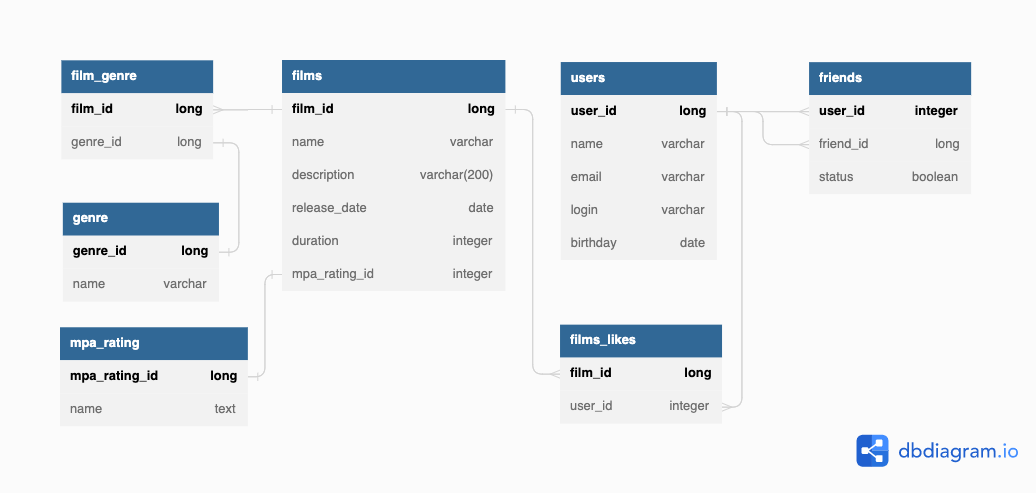 film_genre
film_id long
genre_id long
genre
genre_id long
name varchar
mpa_rating
mpa_rating_id long
name text
films
film_id long
name varchar
description varchar(200)
release_date date
duration integer
mpa_rating_id integer
users
user_id long
name varchar
email varchar
login varchar
birthday date
films_likes
film_id long
user_id integer
friends
user_id integer
friend_id long
status boolean
dbdiagram.io